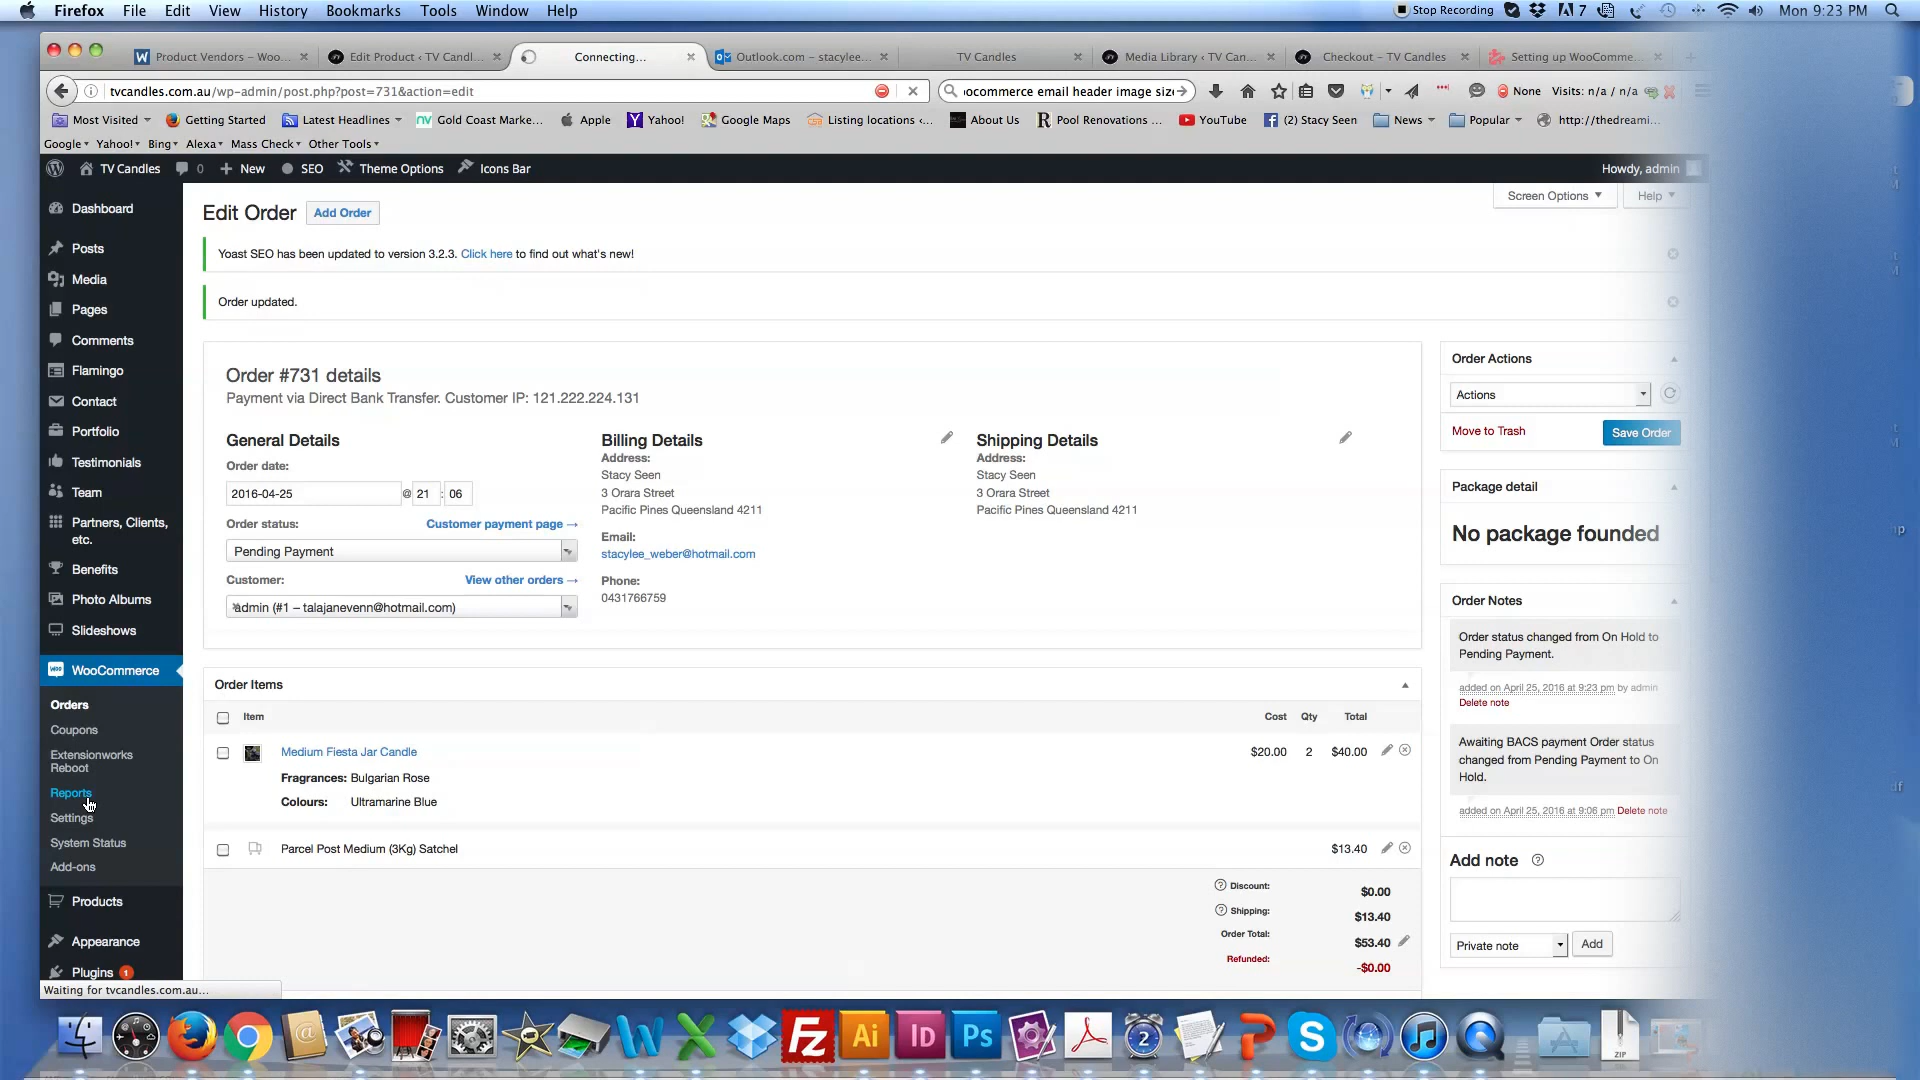 Firefox File Edit View History Bookmarks Tools Window Help
Stop Recording 7 Mon 9:23 PM
Product Vendors – Woo...
Edit Product ‹ TV Candl...
Connecting...
Outlook.com – stacylee...
TV Candles
Media Library ‹ TV Can...
Checkout – TV Candles
Setting up WooComme...
tvcandles.com.au/wp-admin/post.php?post=731&action=edit
ocommerce email header image size
None Visits: n/a / n/a
Most Visited Getting Started Latest Headlines Gold Coast Marke... Apple Yahoo! Google Maps Listing locations ‹... About Us Pool Renovations ... YouTube (2) Stacy Seen News Popular http://thedreami...
Google Yahoo! Bing Alexa Mass Check Other Tools
TV Candles 0 New SEO Theme Options Icons Bar
Howdy, admin
Dashboard
Posts
Media
Pages
Comments
Flamingo
Contact
Portfolio
Testimonials
Team
Partners, Clients,
etc.
Benefits
Photo Albums
Slideshows
WooCommerce
Orders
Coupons
Extensionworks
Reboot
Reports
Settings
System Status
Add-ons
Products
Appearance
Plugins 1
Waiting for tvcandles.com.au...
Screen Options Help
Edit Order Add Order
Yoast SEO has been updated to version 3.2.3. Click here to find out what's new!
Order updated.
Order #731 details
Payment via Direct Bank Transfer. Customer IP: 121.222.224.131
General Details
Order date:
2016-04-25 @ 21 : 06
Order status: Customer payment page →
Pending Payment
Customer: View other orders →
admin (#1 – talajanevenn@hotmail.com)
Billing Details
Address:
Stacy Seen
3 Orara Street
Pacific Pines Queensland 4211
Email:
stacylee_weber@hotmail.com
Phone:
0431766759
Shipping Details
Address:
Stacy Seen
3 Orara Street
Pacific Pines Queensland 4211
Order Items
Item Cost Qty Total
Medium Fiesta Jar Candle $20.00 2 $40.00
Fragrances: Bulgarian Rose
Colours: Ultramarine Blue
Parcel Post Medium (3Kg) Satchel $13.40
Discount: $0.00
Shipping: $13.40
Order Total: $53.40
Refunded: -$0.00
Order Actions
Actions
Move to Trash Save Order
Package detail
No package founded
Order Notes
Order status changed from On Hold to
Pending Payment.
added on April 25, 2016 at 9:23 pm by admin
Delete note
Awaiting BACS payment Order status
changed from Pending Payment to On
Hold.
added on April 25, 2016 at 9:06 pm Delete note
Add note
Private note Add
Fz Ai Id Ps 2 ZIP